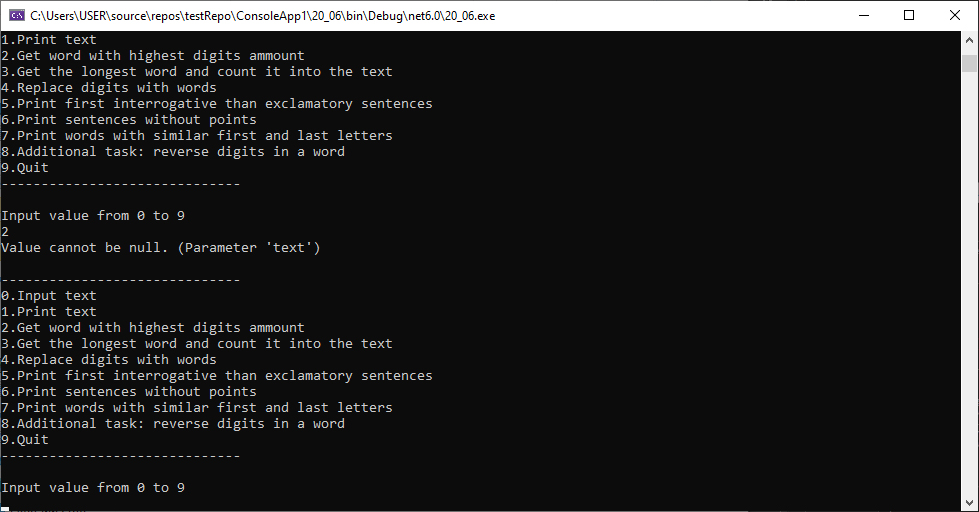 C:\Users\USER\source\repos\testRepo\ConsoleApp1\20_06\bin\Debug\net6.0\20_06.exe
1.Print text
2.Get word with highest digits ammount
3.Get the longest word and count it into the text
4.Replace digits with words
5.Print first interrogative than exclamatory sentences
6.Print sentences without points
7.Print words with similar first and last letters
8.Additional task: reverse digits in a word
9.Quit
------------------------------
Input value from 0 to 9
2
Value cannot be null. (Parameter 'text')
------------------------------
0.Input text
1.Print text
2.Get word with highest digits ammount
3.Get the longest word and count it into the text
4.Replace digits with words
5.Print first interrogative than exclamatory sentences
6.Print sentences without points
7.Print words with similar first and last letters
8.Additional task: reverse digits in a word
9.Quit
------------------------------
Input value from 0 to 9